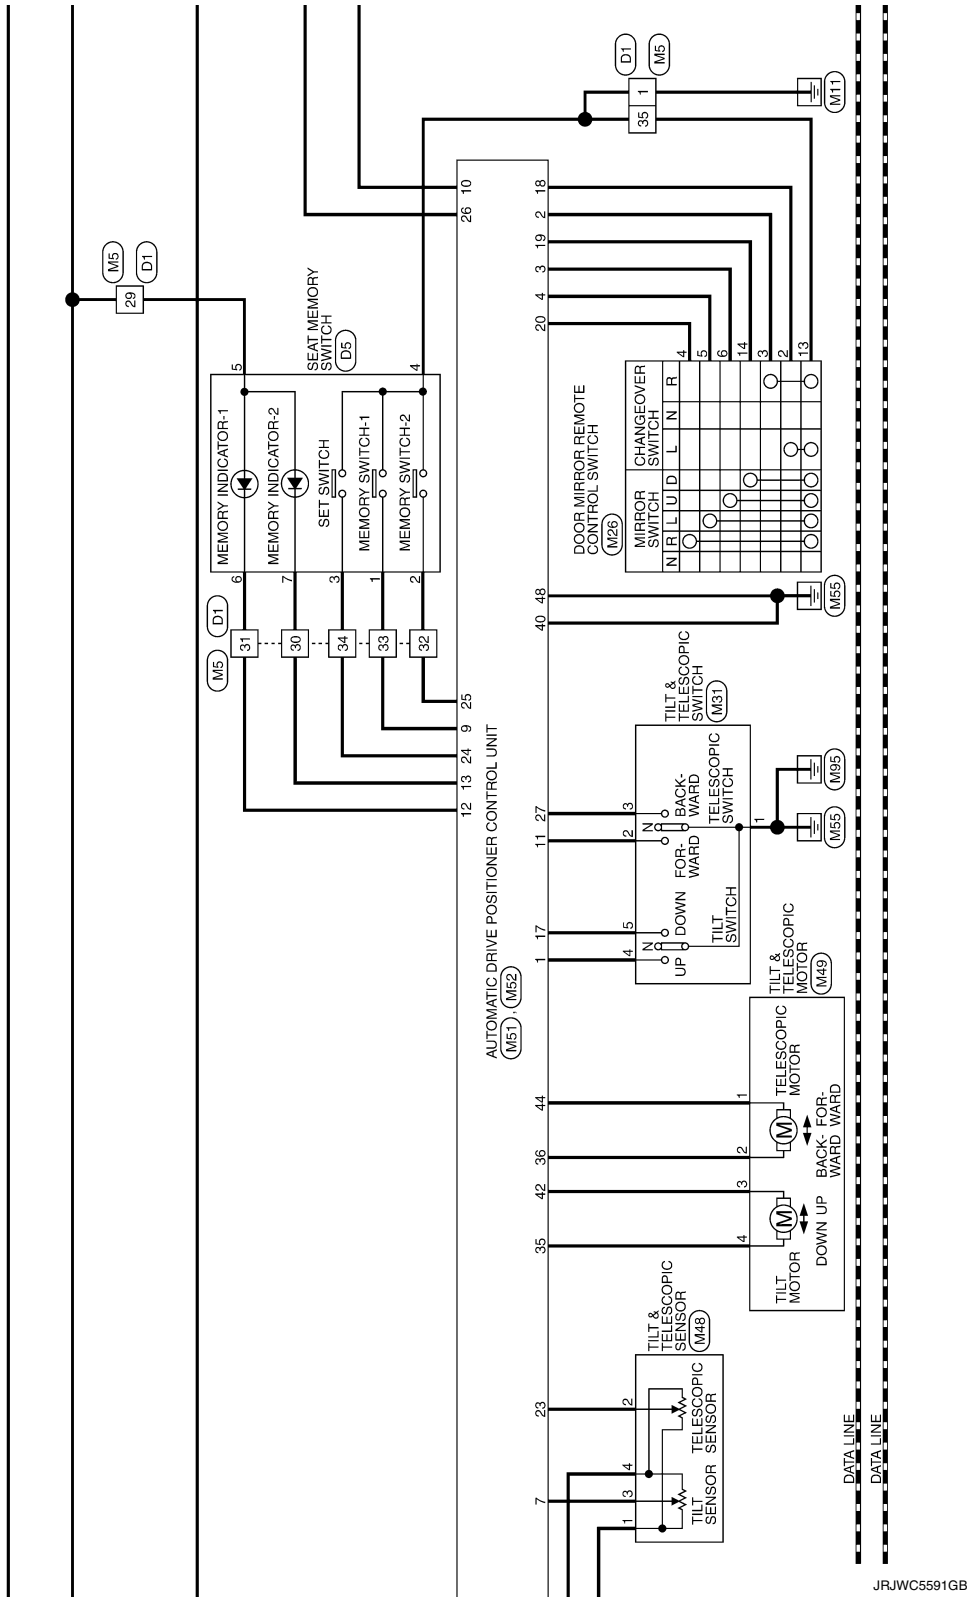 DATA LINE
DATA LINE
TILT &
TELESCOPIC
SENSOR
M48
1
3
4
2
TILT
SENSOR
TELESCOPIC
SENSOR
7
23
TILT &
TELESCOPIC
MOTOR
M49
4
3
2
1
TILT
MOTOR
M
DOWN UP
M
BACK-
WARD
FOR-
WARD
TELESCOPIC
MOTOR
35
42
36
44
AUTOMATIC DRIVE POSITIONER CONTROL UNIT
M51 , M52
TILT &
TELESCOPIC
SWITCH
M31
4
5
2
3
N
UP
DOWN
TILT
SWITCH
N
FOR-
WARD
BACK-
WARD
TELESCOPIC
SWITCH
1
1
17
11
27
M55
M95
12
13
24
9
25
M5
D1
31
30
34
33
32
6
7
3
1
2
MEMORY INDICATOR-1
MEMORY INDICATOR-2
SET SWITCH
MEMORY SWITCH-1
MEMORY SWITCH-2
5
4
SEAT MEMORY
SWITCH
D5
29
M5
D1
40
48
M55
DOOR MIRROR REMOTE
CONTROL SWITCH
M26
MIRROR
SWITCH
CHANGEOVER
SWITCH
N R L U D L N R
4
5
6
14
3
2
13
20
4
3
19
2
18
26
10
35
1
D1
M5
M11
JRJWC5591GB